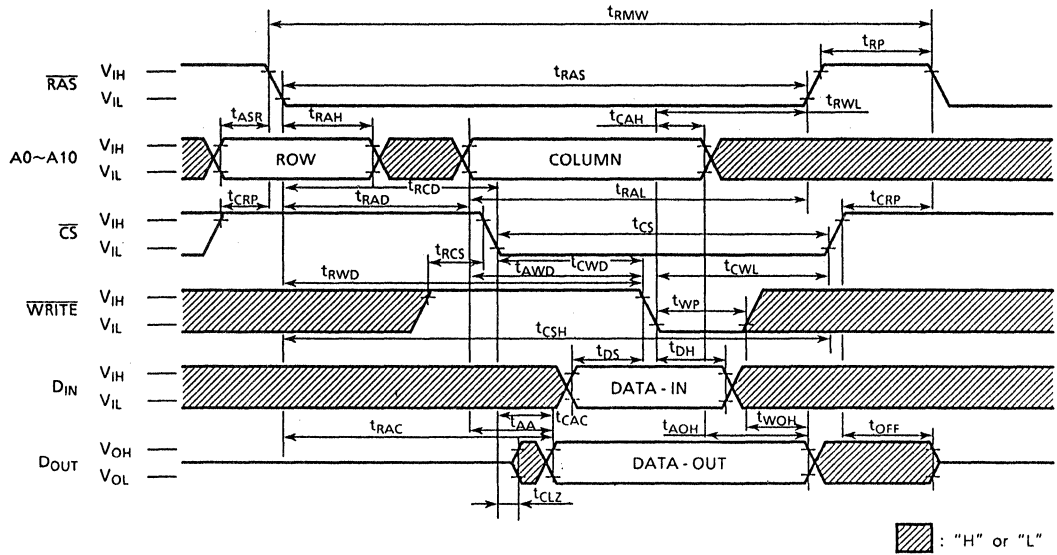 tRMW
tRP
RAS VIH
VIL
tRAS
tRWL
tASR tRAH tCAH
A0~A10 VIH
VIL
ROW COLUMN
tRCD
tCRP tRAD tRAL tCRP
CS VIH
VIL
tCS
tRCS tCWD tCWL
tRWD tAWD
WRITE VIH
VIL
tWP
tCSH
tDS tDH
DIN VIH
VIL
DATA-IN
tCAC
tAA tWOH
tRAC tAOH tOFF
DOUT VOH
VOL
DATA-OUT
tCLZ
: "H" or "L"